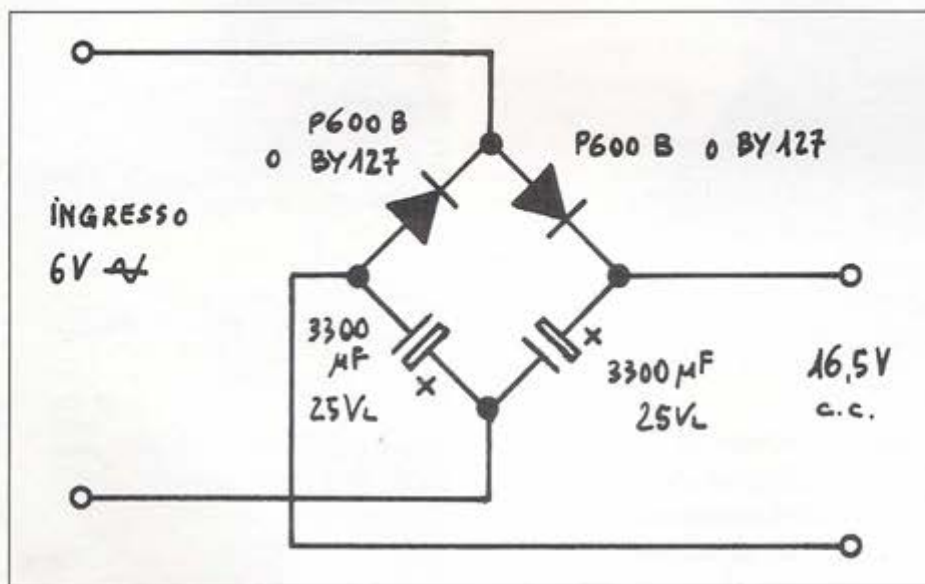 P600 B
o BY127
P600 B o BY127
INGRESSO
6V
3300
µF
25VL
3300 µF
25VL
16,5V
c.c.